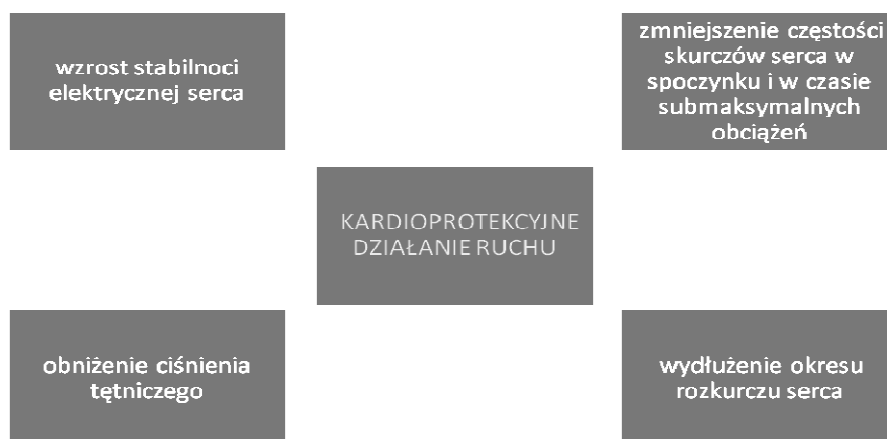 wzrost stabilnoci
elektrycznej serca
zmniejszenie częstości
skurczów serca w
spoczynku i w czasie
submaksymalnych
obciążeń
KARDIOPROTEKCYJNE
DZIAŁANIE RUCHU
obniżenie ciśnienia
tętniczego
wydłużenie okresu
rozkurczu serca